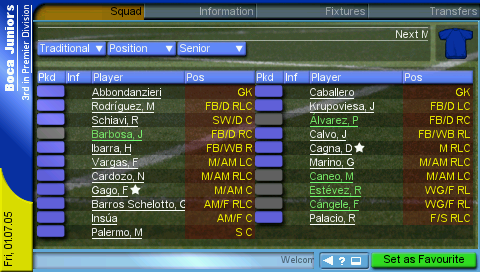 Boca Juniors
3rd in Premier Division
Fri, 01.07.05
Squad Information Fixtures Transfers
Next M
Traditional Position Senior
Pkd Inf Player Pos Pkd Inf Player Pos
Abbondanzieri GK Caballero GK
Rodríguez, M FB/D RLC Krupoviesa, J FB/D LC
Schiavi, R SW/D C Alvarez, P FB/D RC
Barbosa, J FB/D RC Calvo, J FB/WB RL
Ibarra, H FB/WB R Cagna, D M RLC
Vargas, F M/AM LC Marino, G M/AM RLC
Cardozo, N M/AM RLC Caneo, M M/AM RLC
Gago, F M/AM C Estévez, R WG/F RL
Barros Schelotto, G AM/F RLC Cángele, F WG/F RL
Insúa AM/F C Palacio, R F/S RLC
Palermo, M S C
Welcom ? Set as Favourite